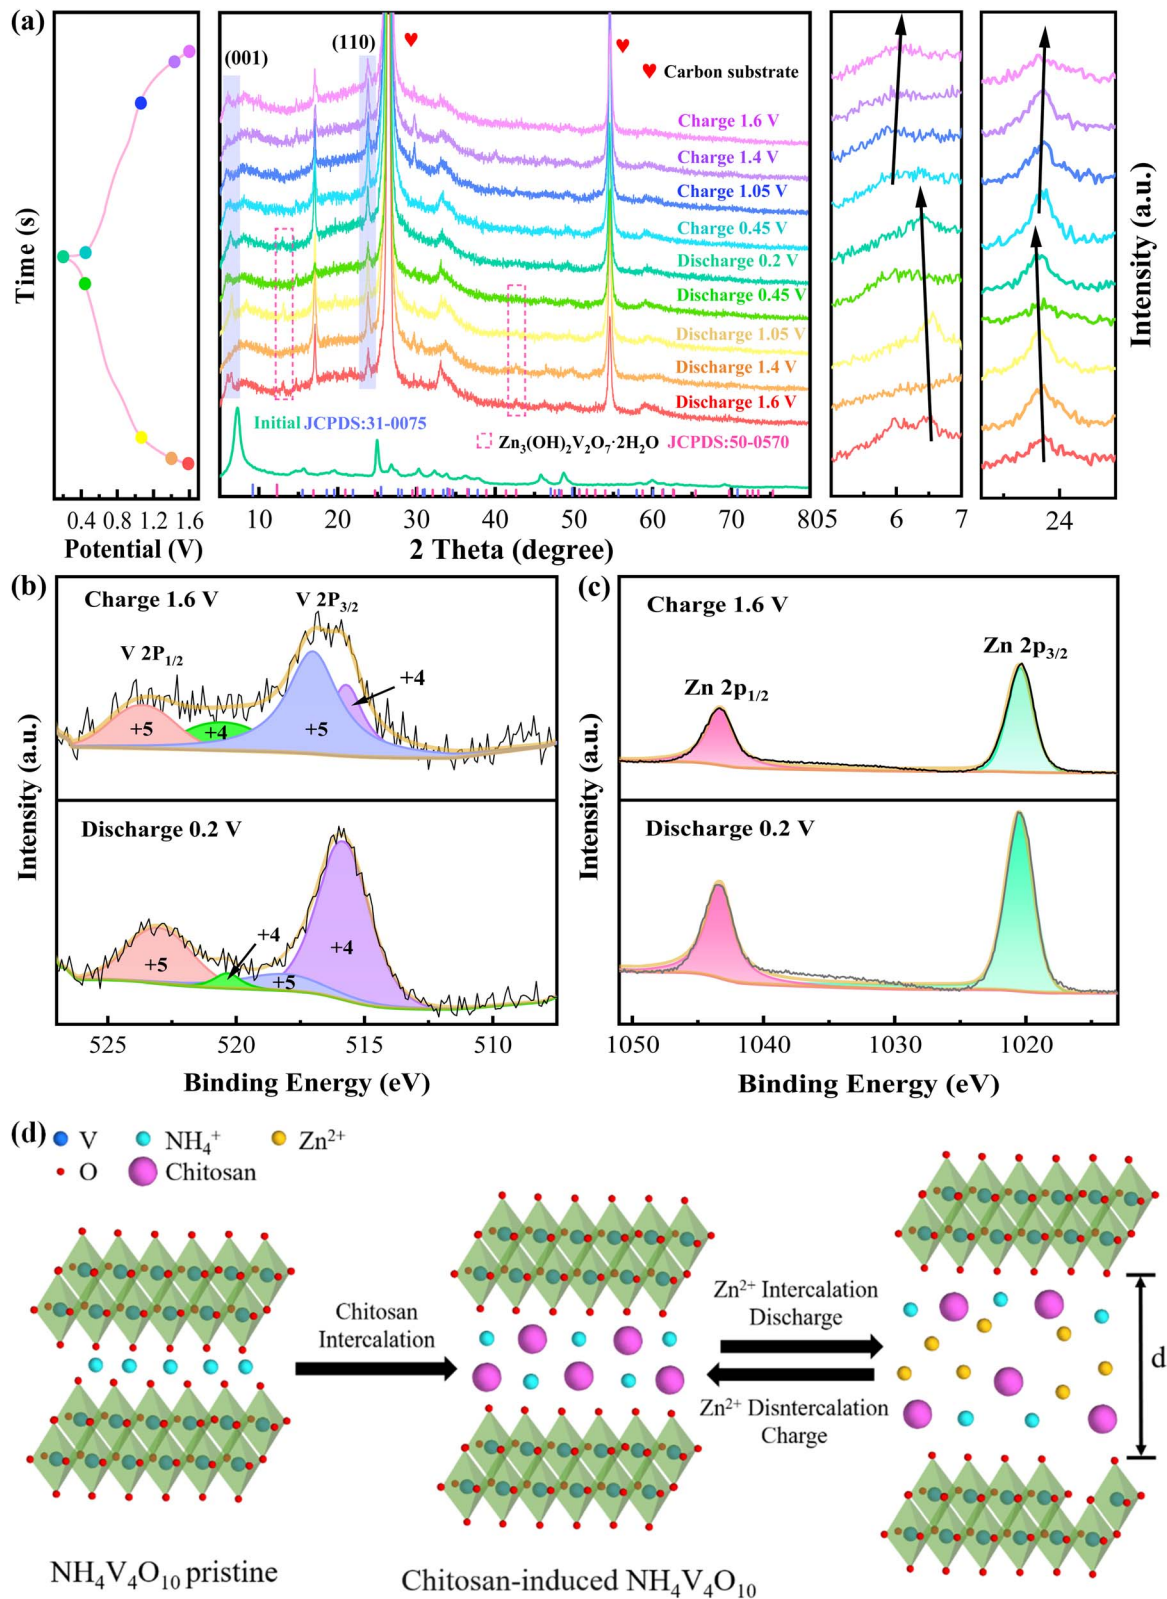 (a)
(001)
(110)
♥
♥
♥ Carbon substrate
Charge 1.6 V
Charge 1.4 V
Charge 1.05 V
Charge 0.45 V
Discharge 0.2 V
Discharge 0.45 V
Discharge 1.05 V
Discharge 1.4 V
Discharge 1.6 V
Initial JCPDS:31-0075
Zn₃(OH)₂V₂O₇·2H₂O JCPDS:50-0570
Time (s)
Intensity (a.u.)
0.4 0.8 1.2 1.6
Potential (V)
10 20 30 40 50 60 70 80
2 Theta (degree)
5 6 7
24
(b)
Charge 1.6 V
V 2P₃/₂
V 2P₁/₂
+4
+5
+4
+5
Discharge 0.2 V
+4
+5
+5
+4
Intensity (a.u.)
525 520 515 510
Binding Energy (eV)
(c)
Charge 1.6 V
Zn 2p₃/₂
Zn 2p₁/₂
Discharge 0.2 V
Intensity (a.u.)
1050 1040 1030 1020
Binding Energy (eV)
(d)
V NH₄⁺ Zn²⁺
O Chitosan
Chitosan
Intercalation
Zn²⁺ Intercalation
Discharge
Zn²⁺ Disntercalation
Charge
d
NH₄V₄O₁₀ pristine
Chitosan-induced NH₄V₄O₁₀